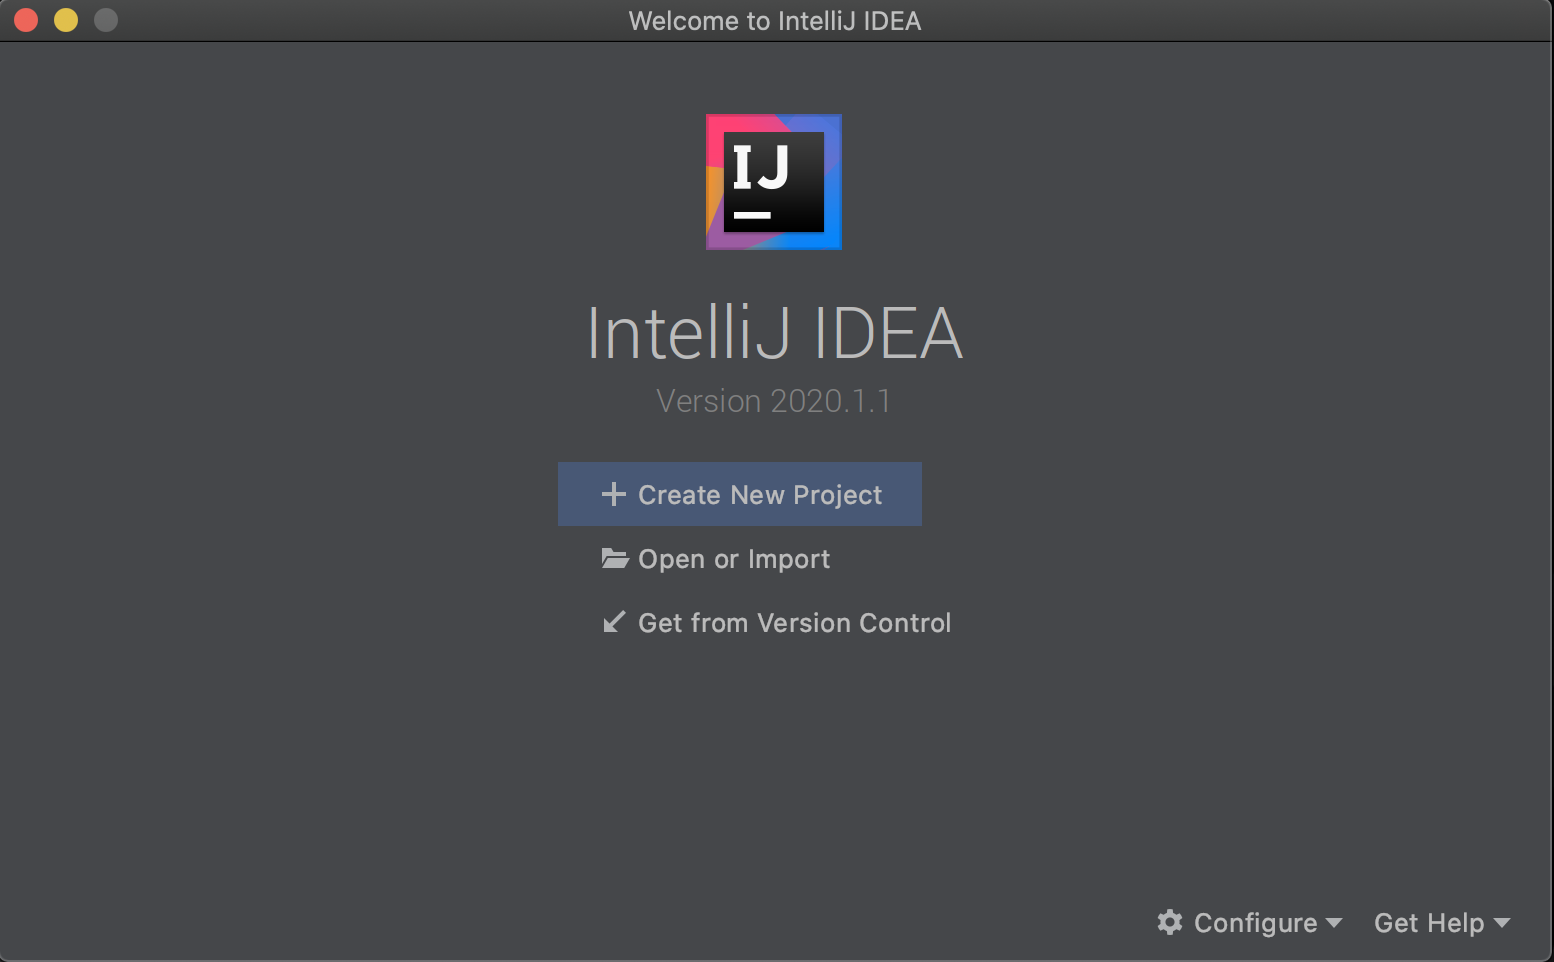 Welcome to IntelliJ IDEA
IJ
IntelliJ IDEA
Version 2020.1.1
Create New Project
Open or Import
Get from Version Control
Configure
Get Help